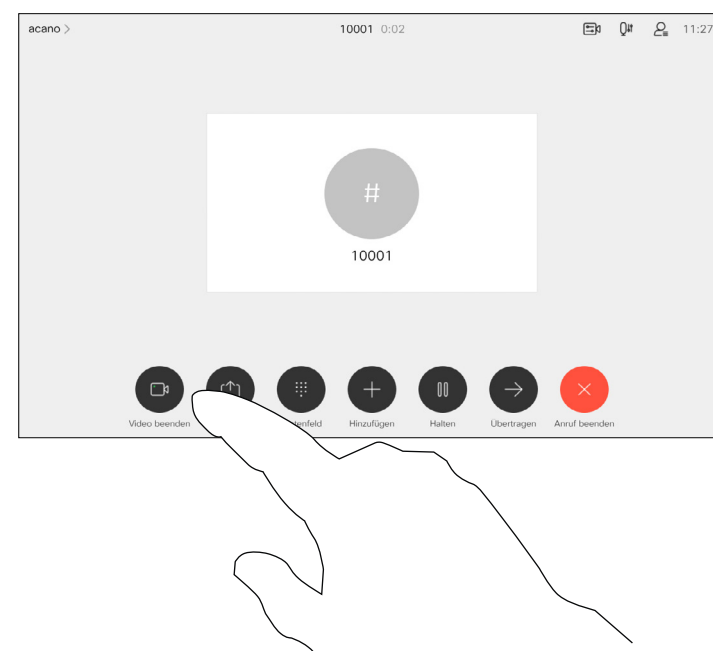 acano > 10001 0:02 11:27
#
10001
Video beenden Hinzufügen Halten Übertragen Anruf beenden